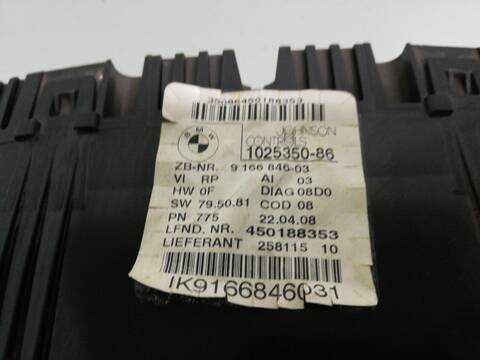 35086450188353
BMW
JOHNSON
CONTROLS
1025350-86
ZB-NR. 9 166 846-03
VI RP AI 03
HW 0F DIAG 08D0
SW 79.50.81 COD 08
PN 775 22.04.08
LFND. NR. 450188353
LIEFERANT 258115 10
IK9166846031